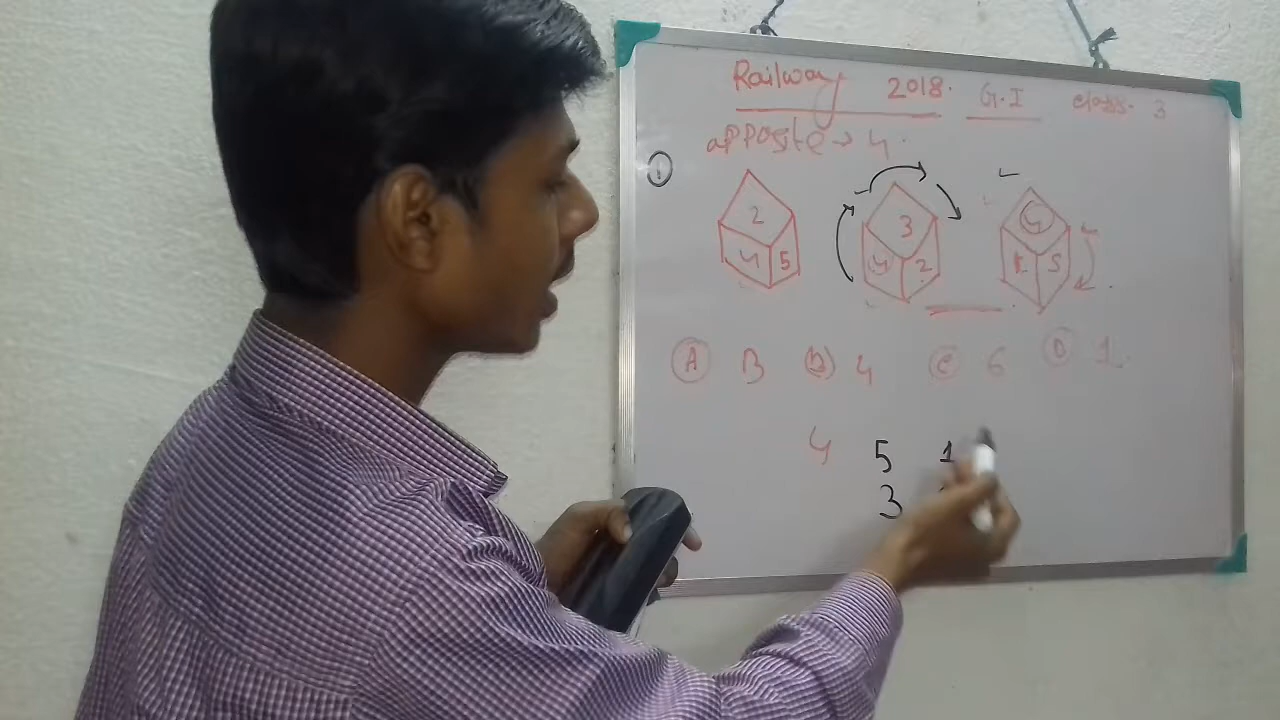 Railway 2018. G.I class. 3
opposite → 4.
1
2 3
4 5 4 2 5
A B b 4 c 6 D 1
4 5 1
3